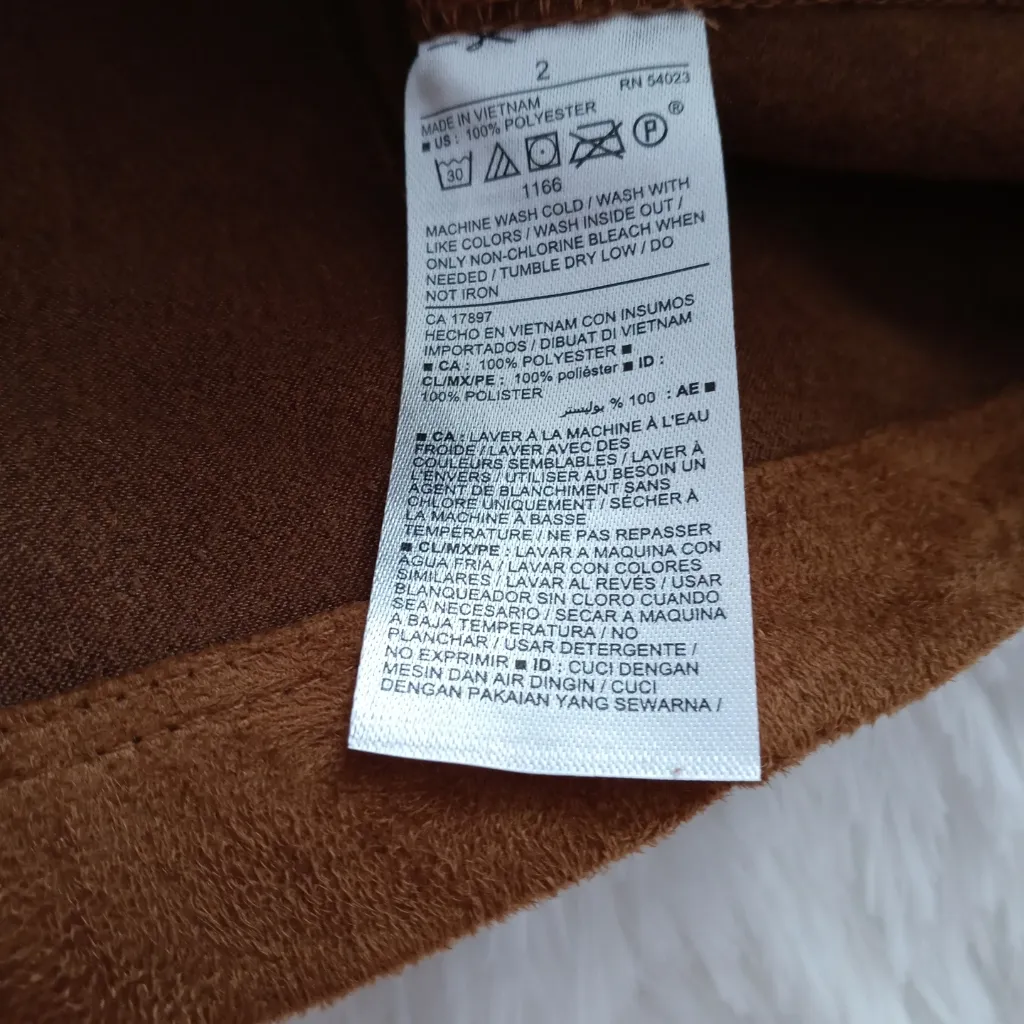 2
RN 54023
MADE IN VIETNAM
■ US : 100% POLYESTER
30 P ®
1166
MACHINE WASH COLD / WASH WITH
LIKE COLORS / WASH INSIDE OUT /
ONLY NON-CHLORINE BLEACH WHEN
NEEDED / TUMBLE DRY LOW / DO
NOT IRON
CA 17897
HECHO EN VIETNAM CON INSUMOS
IMPORTADOS / DIBUAT DI VIETNAM
■ CA : 100% POLYESTER ■
CL/MX/PE : 100% poliéster ■ ID :
100% POLISTER
■ AE : 100 % بوليستر
■ CA : LAVER À LA MACHINE À L'EAU
FROIDE / LAVER AVEC DES
COULEURS SEMBLABLES / LAVER À
L'ENVERS / UTILISER AU BESOIN UN
AGENT DE BLANCHIMENT SANS
CHLORE UNIQUEMENT / SÉCHER À
LA MACHINE À BASSE
TEMPÉRATURE / NE PAS REPASSER
■ CL/MX/PE : LAVAR A MAQUINA CON
AGUA FRIA / LAVAR CON COLORES
SIMILARES / LAVAR AL REVÉS / USAR
BLANQUEADOR SIN CLORO CUANDO
SEA NECESARIO / SECAR A MAQUINA
A BAJA TEMPERATURA / NO
PLANCHAR / USAR DETERGENTE /
NO EXPRIMIR ■ ID : CUCI DENGAN
MESIN DAN AIR DINGIN / CUCI
DENGAN PAKAIAN YANG SEWARNA /